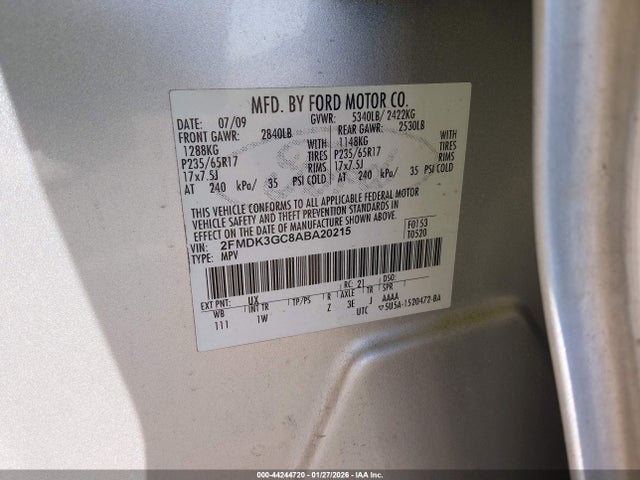 MFD. BY FORD MOTOR CO.
DATE: 07/09 GVWR: 5340LB/ 2422KG
FRONT GAWR: 2840LB REAR GAWR: 2530LB
1288KG WITH 1148KG WITH
P235/65R17 TIRES P235/65R17 TIRES
17x7.5J RIMS 17x7.5J RIMS
AT 240 kPa/ 35 PSI COLD AT 240 kPa/ 35 PSI COLD
THIS VEHICLE CONFORMS TO ALL APPLICABLE FEDERAL MOTOR
VEHICLE SAFETY AND THEFT PREVENTION STANDARDS IN
EFFECT ON THE DATE OF MANUFACTURE SHOWN ABOVE.
VIN: 2FMDK3GC8ABA20215 F0153
TYPE: MPV T0520
EXT PNT: UX RC: 21 DSO:
WB INT TR TP/PS R AXLE TR SPR
111 1W Z 3E J AAAA
UTC 5U5A-1520472-BA
000-44244720 | 01/27/2026 | IAA Inc.